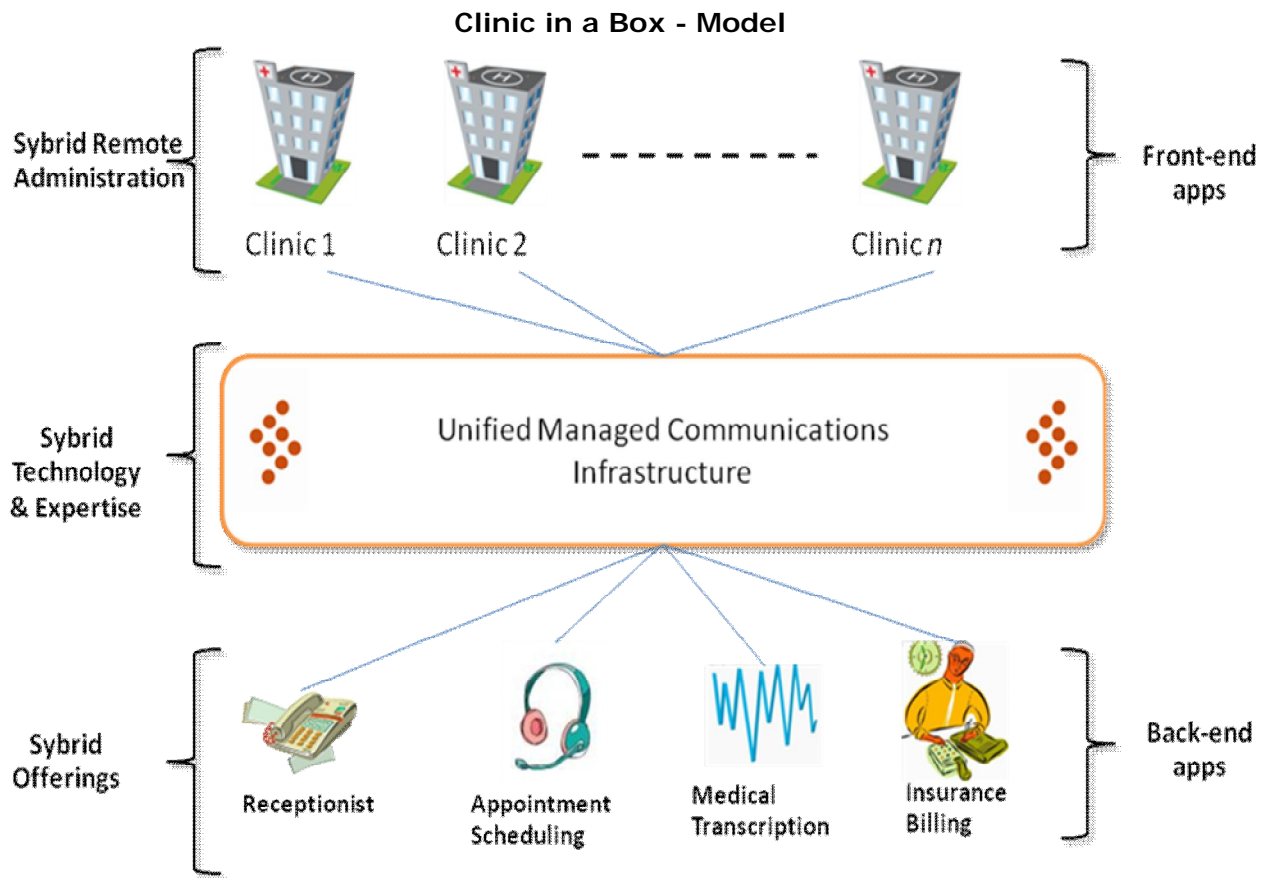 Clinic in a Box - Model
Sybrid Remote
Administration
Clinic 1
Clinic 2
Clinic n
Front-end
apps
Sybrid
Technology
& Expertise
Unified Managed Communications
Infrastructure
Sybrid
Offerings
Receptionist
Appointment
Scheduling
Medical
Transcription
Insurance
Billing
Back-end
apps